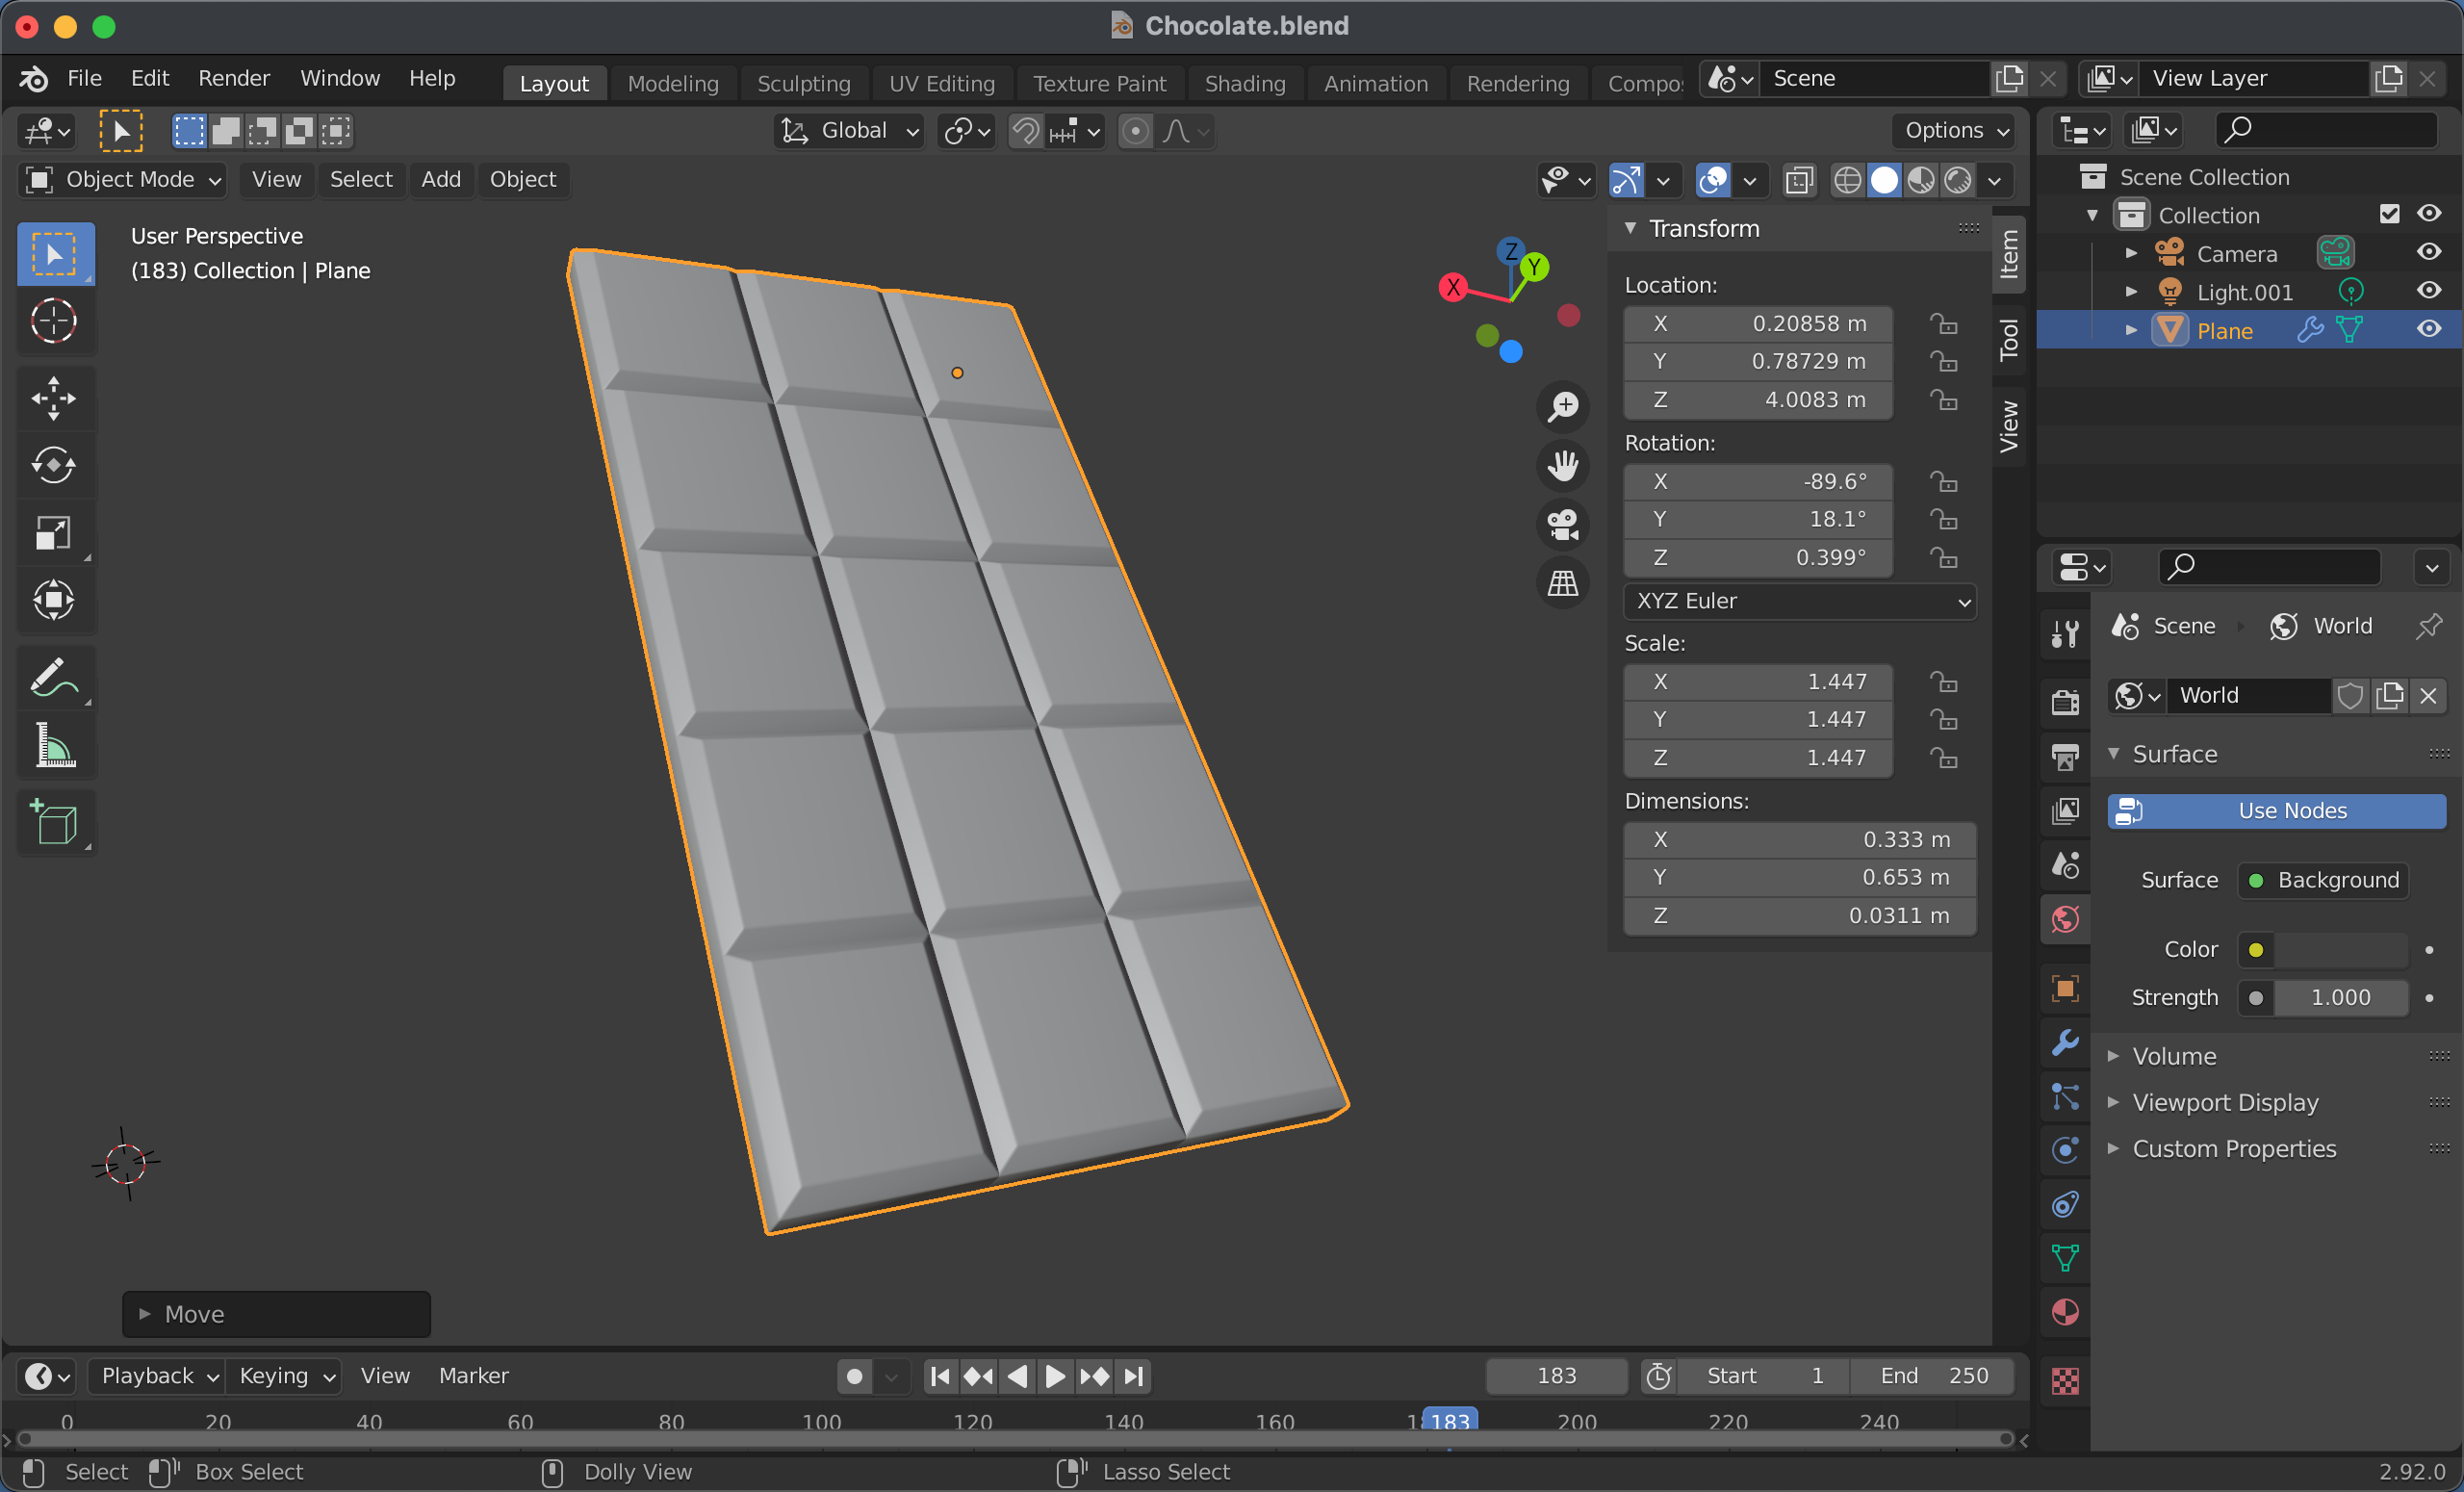 Chocolate.blend
File Edit Render Window Help Layout Modeling Sculpting UV Editing Texture Paint Shading Animation Rendering Compo Scene View Layer
Global Options
Object Mode View Select Add Object
User Perspective
(183) Collection | Plane
Z
Y
X
Transform
Location:
X 0.20858 m
Y 0.78729 m
Z 4.0083 m
Rotation:
X -89.6°
Y 18.1°
Z 0.399°
XYZ Euler
Scale:
X 1.447
Y 1.447
Z 1.447
Dimensions:
X 0.333 m
Y 0.653 m
Z 0.0311 m
Item
Tool
View
Scene Collection
Collection
Camera
Light.001
Plane
Scene World
World
Surface
Use Nodes
Surface Background
Color
Strength 1.000
Volume
Viewport Display
Custom Properties
Move
Playback Keying View Marker 183 Start 1 End 250
0 20 40 60 80 100 120 140 160 183 200 220 240
Select Box Select Dolly View Lasso Select 2.92.0